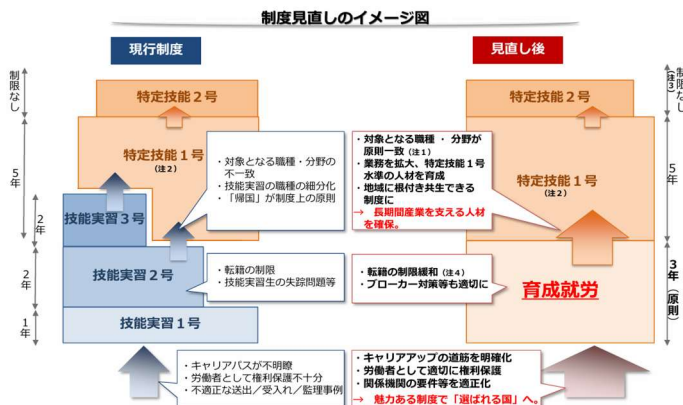 制度見直しのイメージ図
現行制度
見直し後
制限なし
5年
2年
2年
1年
特定技能2号
特定技能1号
(注2)
技能実習3号
技能実習2号
技能実習1号
・対象となる職種・分野の
不一致
・技能実習の職種の細分化
・「帰国」が制度上の原則
・転籍の制限
・技能実習生の失踪問題等
・キャリアパスが不明瞭
・労働者として権利保護不十分
・不適正な送出/受入れ/監理事例
・対象となる職種 ・ 分野が
原則一致(注1)
・業務を拡大、特定技能1号
水準の人材を育成
・地域に根付き共生できる
制度に
→ 長期間産業を支える人材
を確保。
・転籍の制限緩和(注4)
・ブローカー対策等も適切に
・キャリアアップの道筋を明確化
・労働者として適切に権利保護
・関係機関の要件等を適正化
→ 魅力ある制度で「選ばれる国」へ。
特定技能2号
特定技能1号
(注2)
育成就労
制限なし
(注3)
5年
3年(原則)